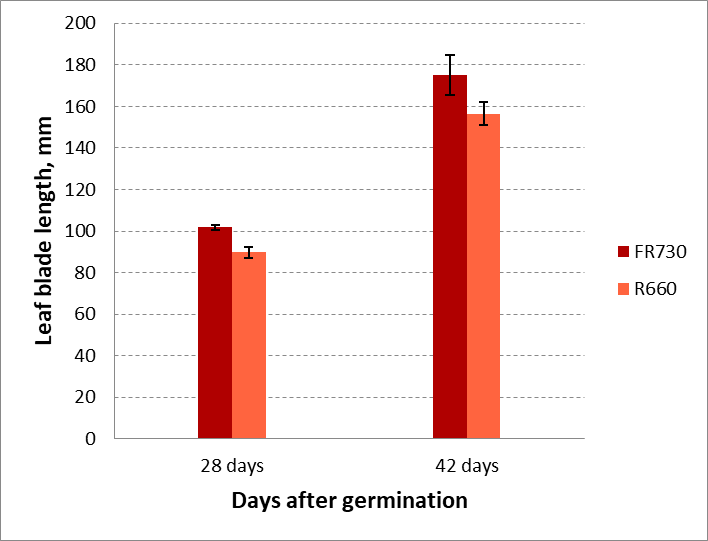 Leaf blade length, mm
200
180
160
140
120
100
80
60
40
20
0
28 days
42 days
Days after germination
FR730
R660